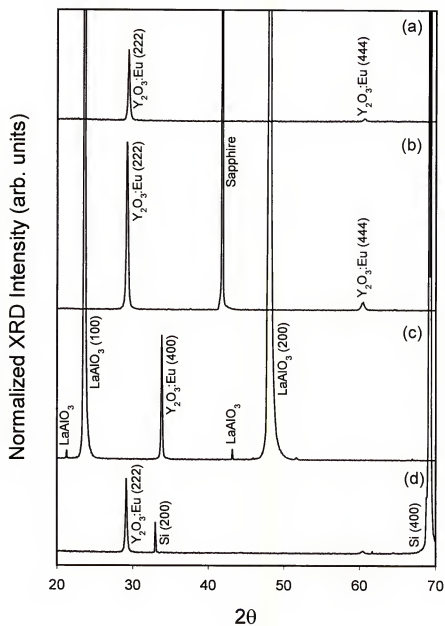 Normalized XRD Intensity (arb. units)
(a)
Y₂O₃:Eu (222)
Y₂O₃:Eu (444)
(b)
Y₂O₃:Eu (222)
Sapphire
Y₂O₃:Eu (444)
(c)
LaAlO₃
LaAlO₃ (100)
Y₂O₃:Eu (400)
LaAlO₃
LaAlO₃ (200)
(d)
Y₂O₃:Eu (222)
Si (200)
Si (400)
20 30 40 50 60 70
2θ